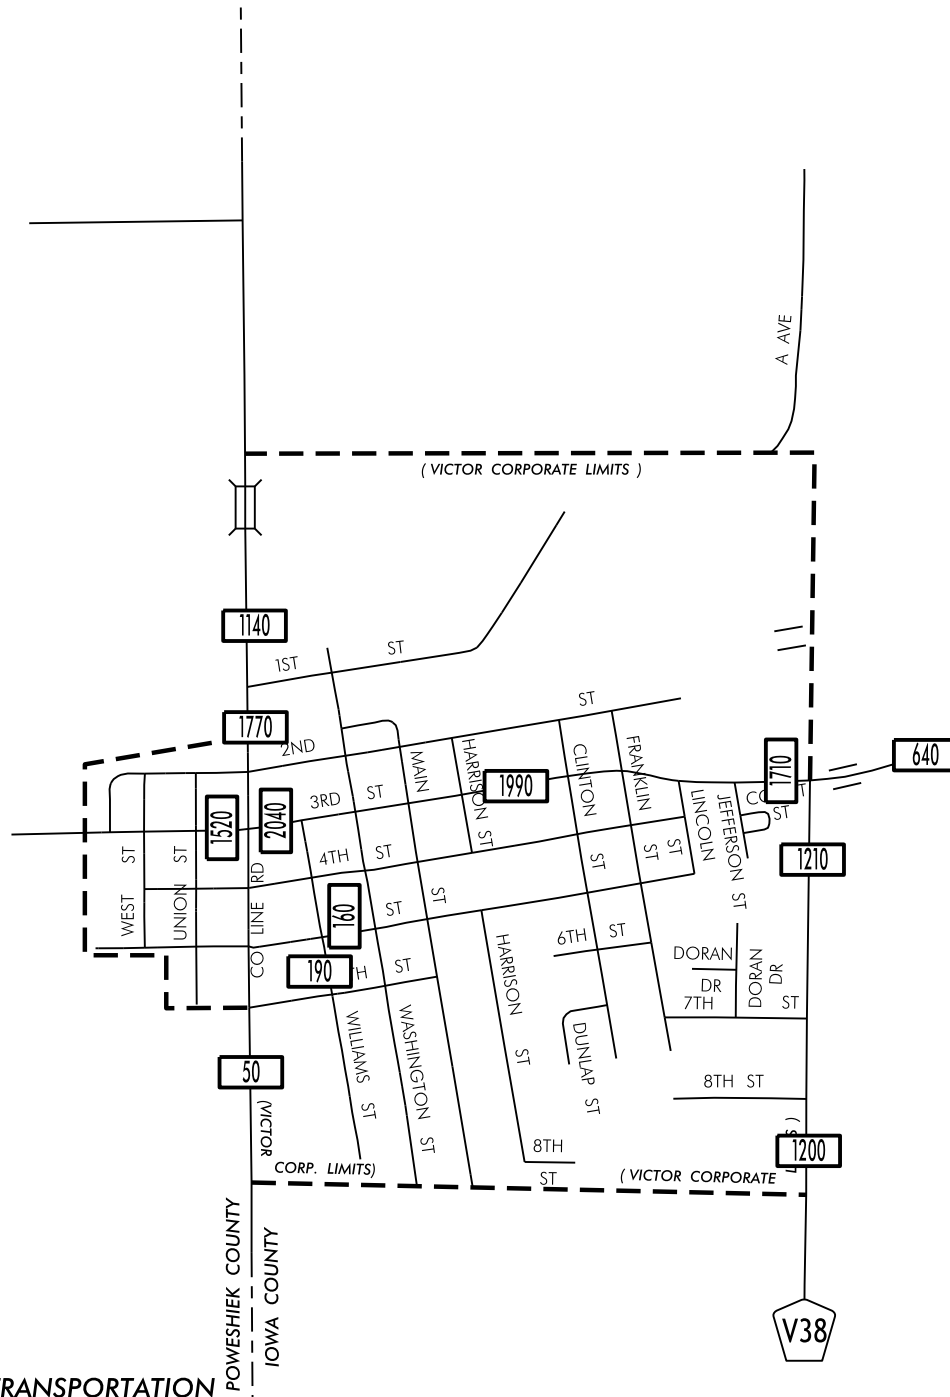 A AVE
( VICTOR CORPORATE LIMITS )
1140
1ST ST
1770
2ND ST
MAIN ST
HARRISON ST
CLINTON ST
FRANKLIN ST
1990
1710
640
3RD ST
1520
2040
LINCOLN ST
JEFFERSON ST
ST
4TH ST
1210
WEST ST
UNION ST
CO LINE RD
160
ST
190
ST
6TH ST
HARRISON ST
DORAN DR
DORAN DR
7TH ST
WILLIAMS ST
WASHINGTON ST
DUNLAP ST
50
8TH ST
(VICTOR
CORP. LIMITS)
8TH ST
( VICTOR CORPORATE
1200
POWESHIEK COUNTY
IOWA COUNTY
V38